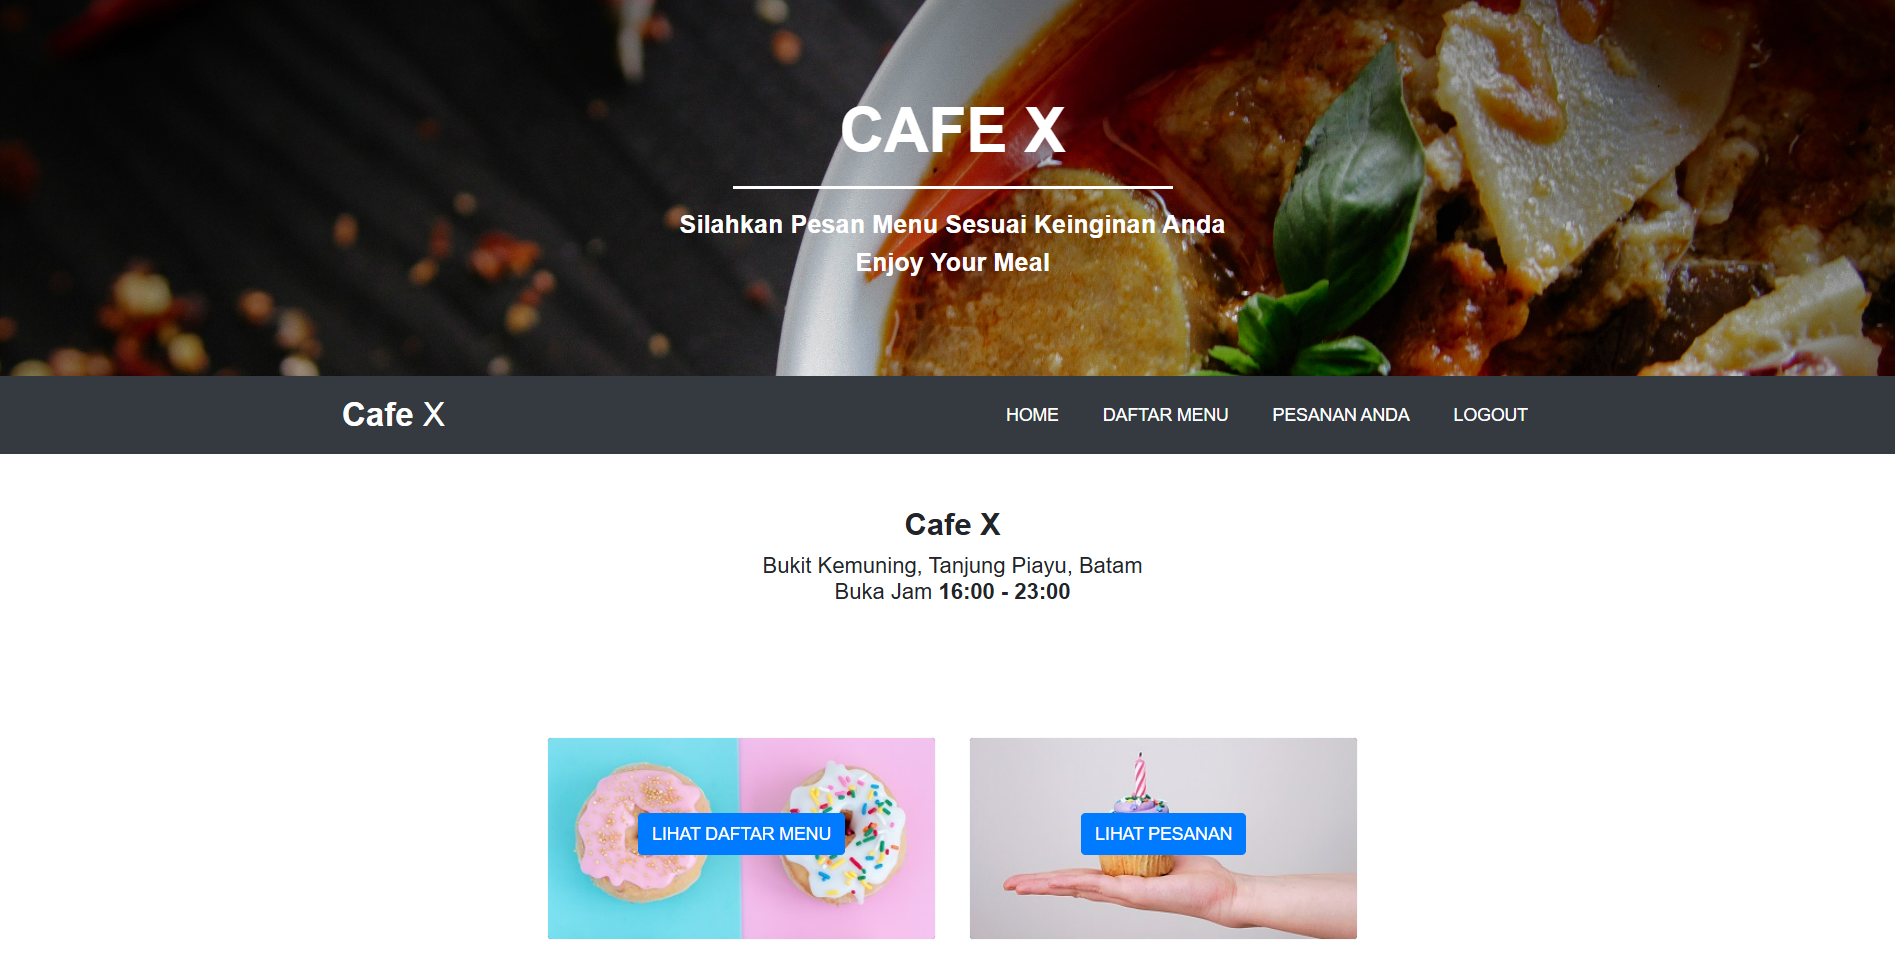 CAFE X
Silahkan Pesan Menu Sesuai Keinginan Anda
Enjoy Your Meal
Cafe X
HOME
DAFTAR MENU
PESANAN ANDA
LOGOUT
Cafe X
Bukit Kemuning, Tanjung Piayu, Batam
Buka Jam 16:00 - 23:00
LIHAT DAFTAR MENU
LIHAT PESANAN